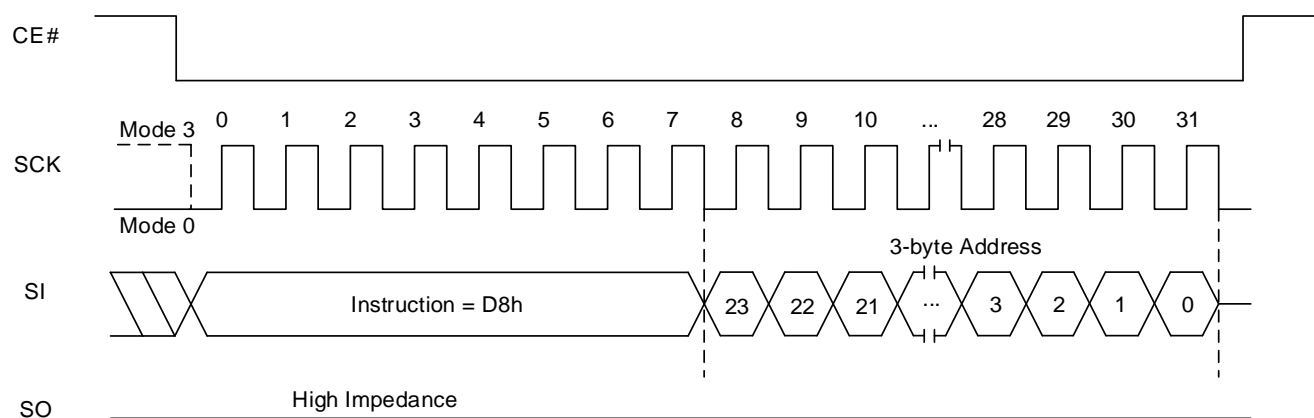 CE#
0 1 2 3 4 5 6 7 8 9 10 ... 28 29 30 31
Mode 3
SCK
Mode 0
3-byte Address
SI
Instruction = D8h 23 22 21 ... 3 2 1 0
High Impedance
SO